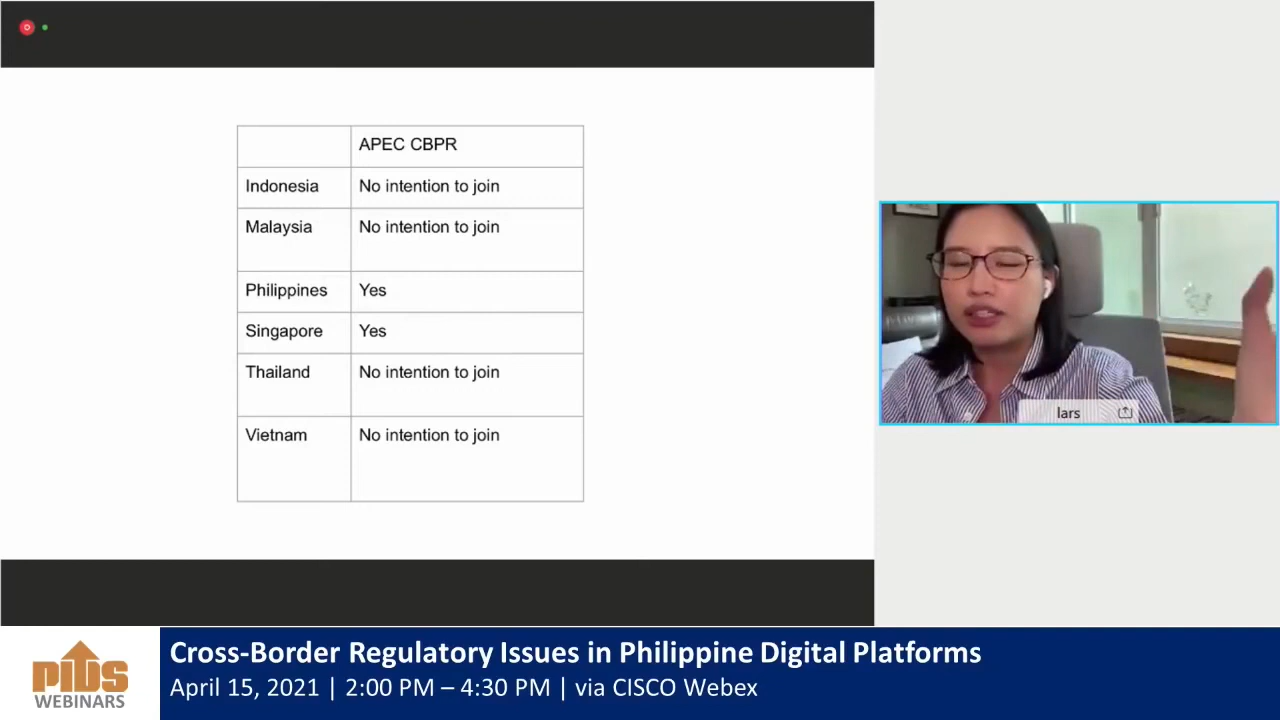 APEC CBPR
Indonesia No intention to join
Malaysia No intention to join
Philippines Yes
Singapore Yes
Thailand No intention to join
Vietnam No intention to join
lars
PIDS
WEBINARS
Cross-Border Regulatory Issues in Philippine Digital Platforms
April 15, 2021 | 2:00 PM – 4:30 PM | via CISCO Webex